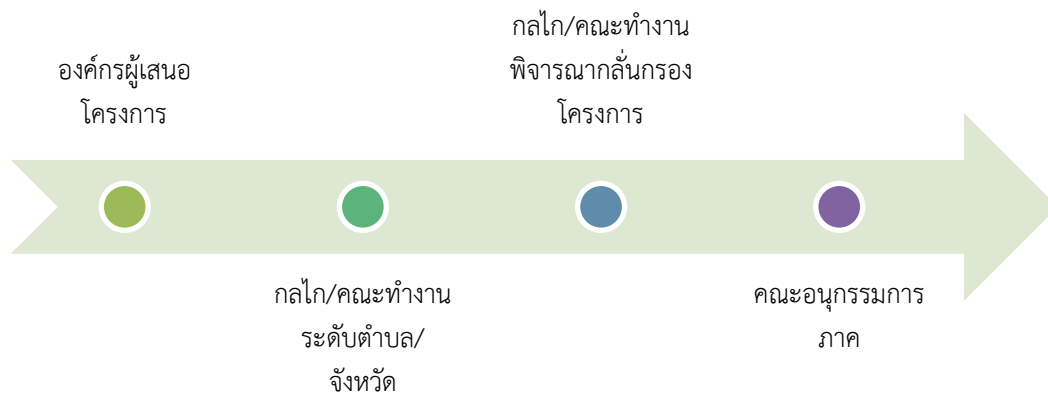 องค์กรผู้เสนอ
โครงการ
กลไก/คณะทำงาน
ระดับตำบล/
จังหวัด
กลไก/คณะทำงาน
พิจารณากลั่นกรอง
โครงการ
คณะอนุกรรมการ
ภาค